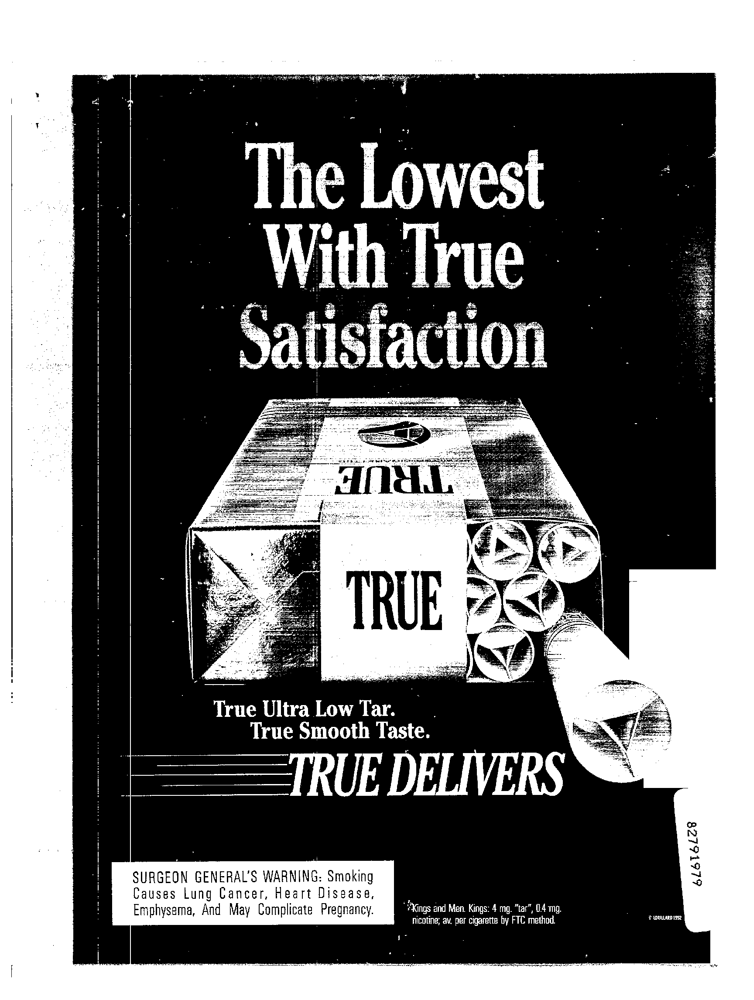 The Lowest
With True
Satisfaction
TRUE
TRUE
True Ultra Low Tar.
True Smooth Taste.
TRUE DELIVERS
82791979
SURGEON GENERAL'S WARNING: Smoking
Causes Lung Cancer, Heart Disease,
Emphysema, And May Complicate Pregnancy.
Kings and Men. Kings: 4 mg. "tar", 0.4 mg.
nicotine; av. per cigarette by FTC method.
© LORILLARD 1992